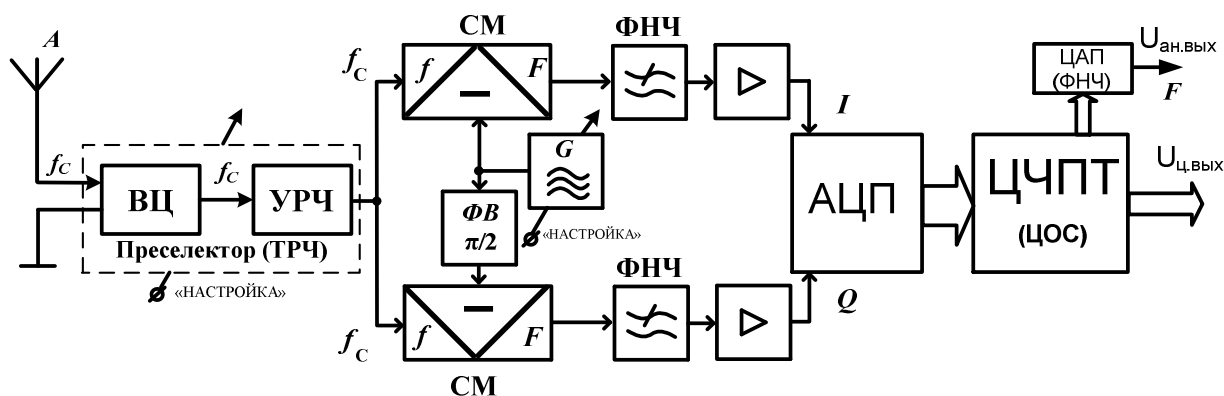 A
f_C
ВЦ
f_C
УРЧ
Преселектор (ТРЧ)
«НАСТРОЙКА»
f_C
СМ
f
F
ФНЧ
I
G
ФВ
π/2
«НАСТРОЙКА»
f_C
f
F
СМ
ФНЧ
Q
АЦП
ЦЧПТ
(ЦОС)
ЦАП
(ФНЧ)
U_ан.вых
F
U_ц.вых